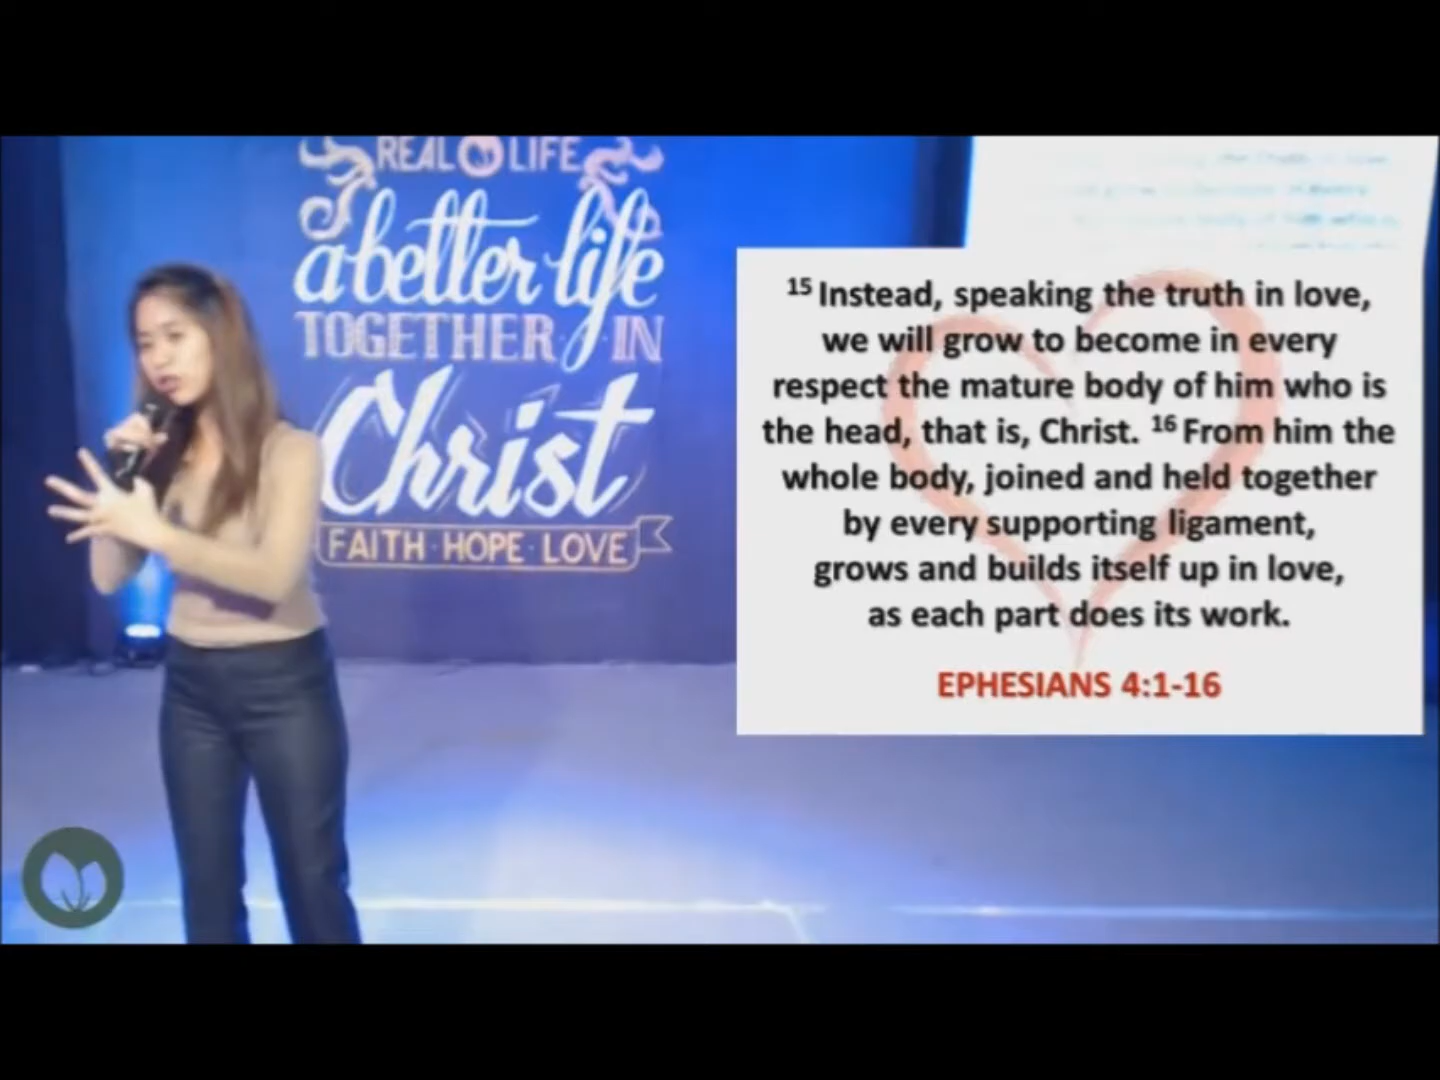 REAL LIFE
a better life
TOGETHER IN
Christ
FAITH · HOPE · LOVE
15 Instead, speaking the truth in love,
we will grow to become in every
respect the mature body of him who is
the head, that is, Christ. 16 From him the
whole body, joined and held together
by every supporting ligament,
grows and builds itself up in love,
as each part does its work.
EPHESIANS 4:1-16